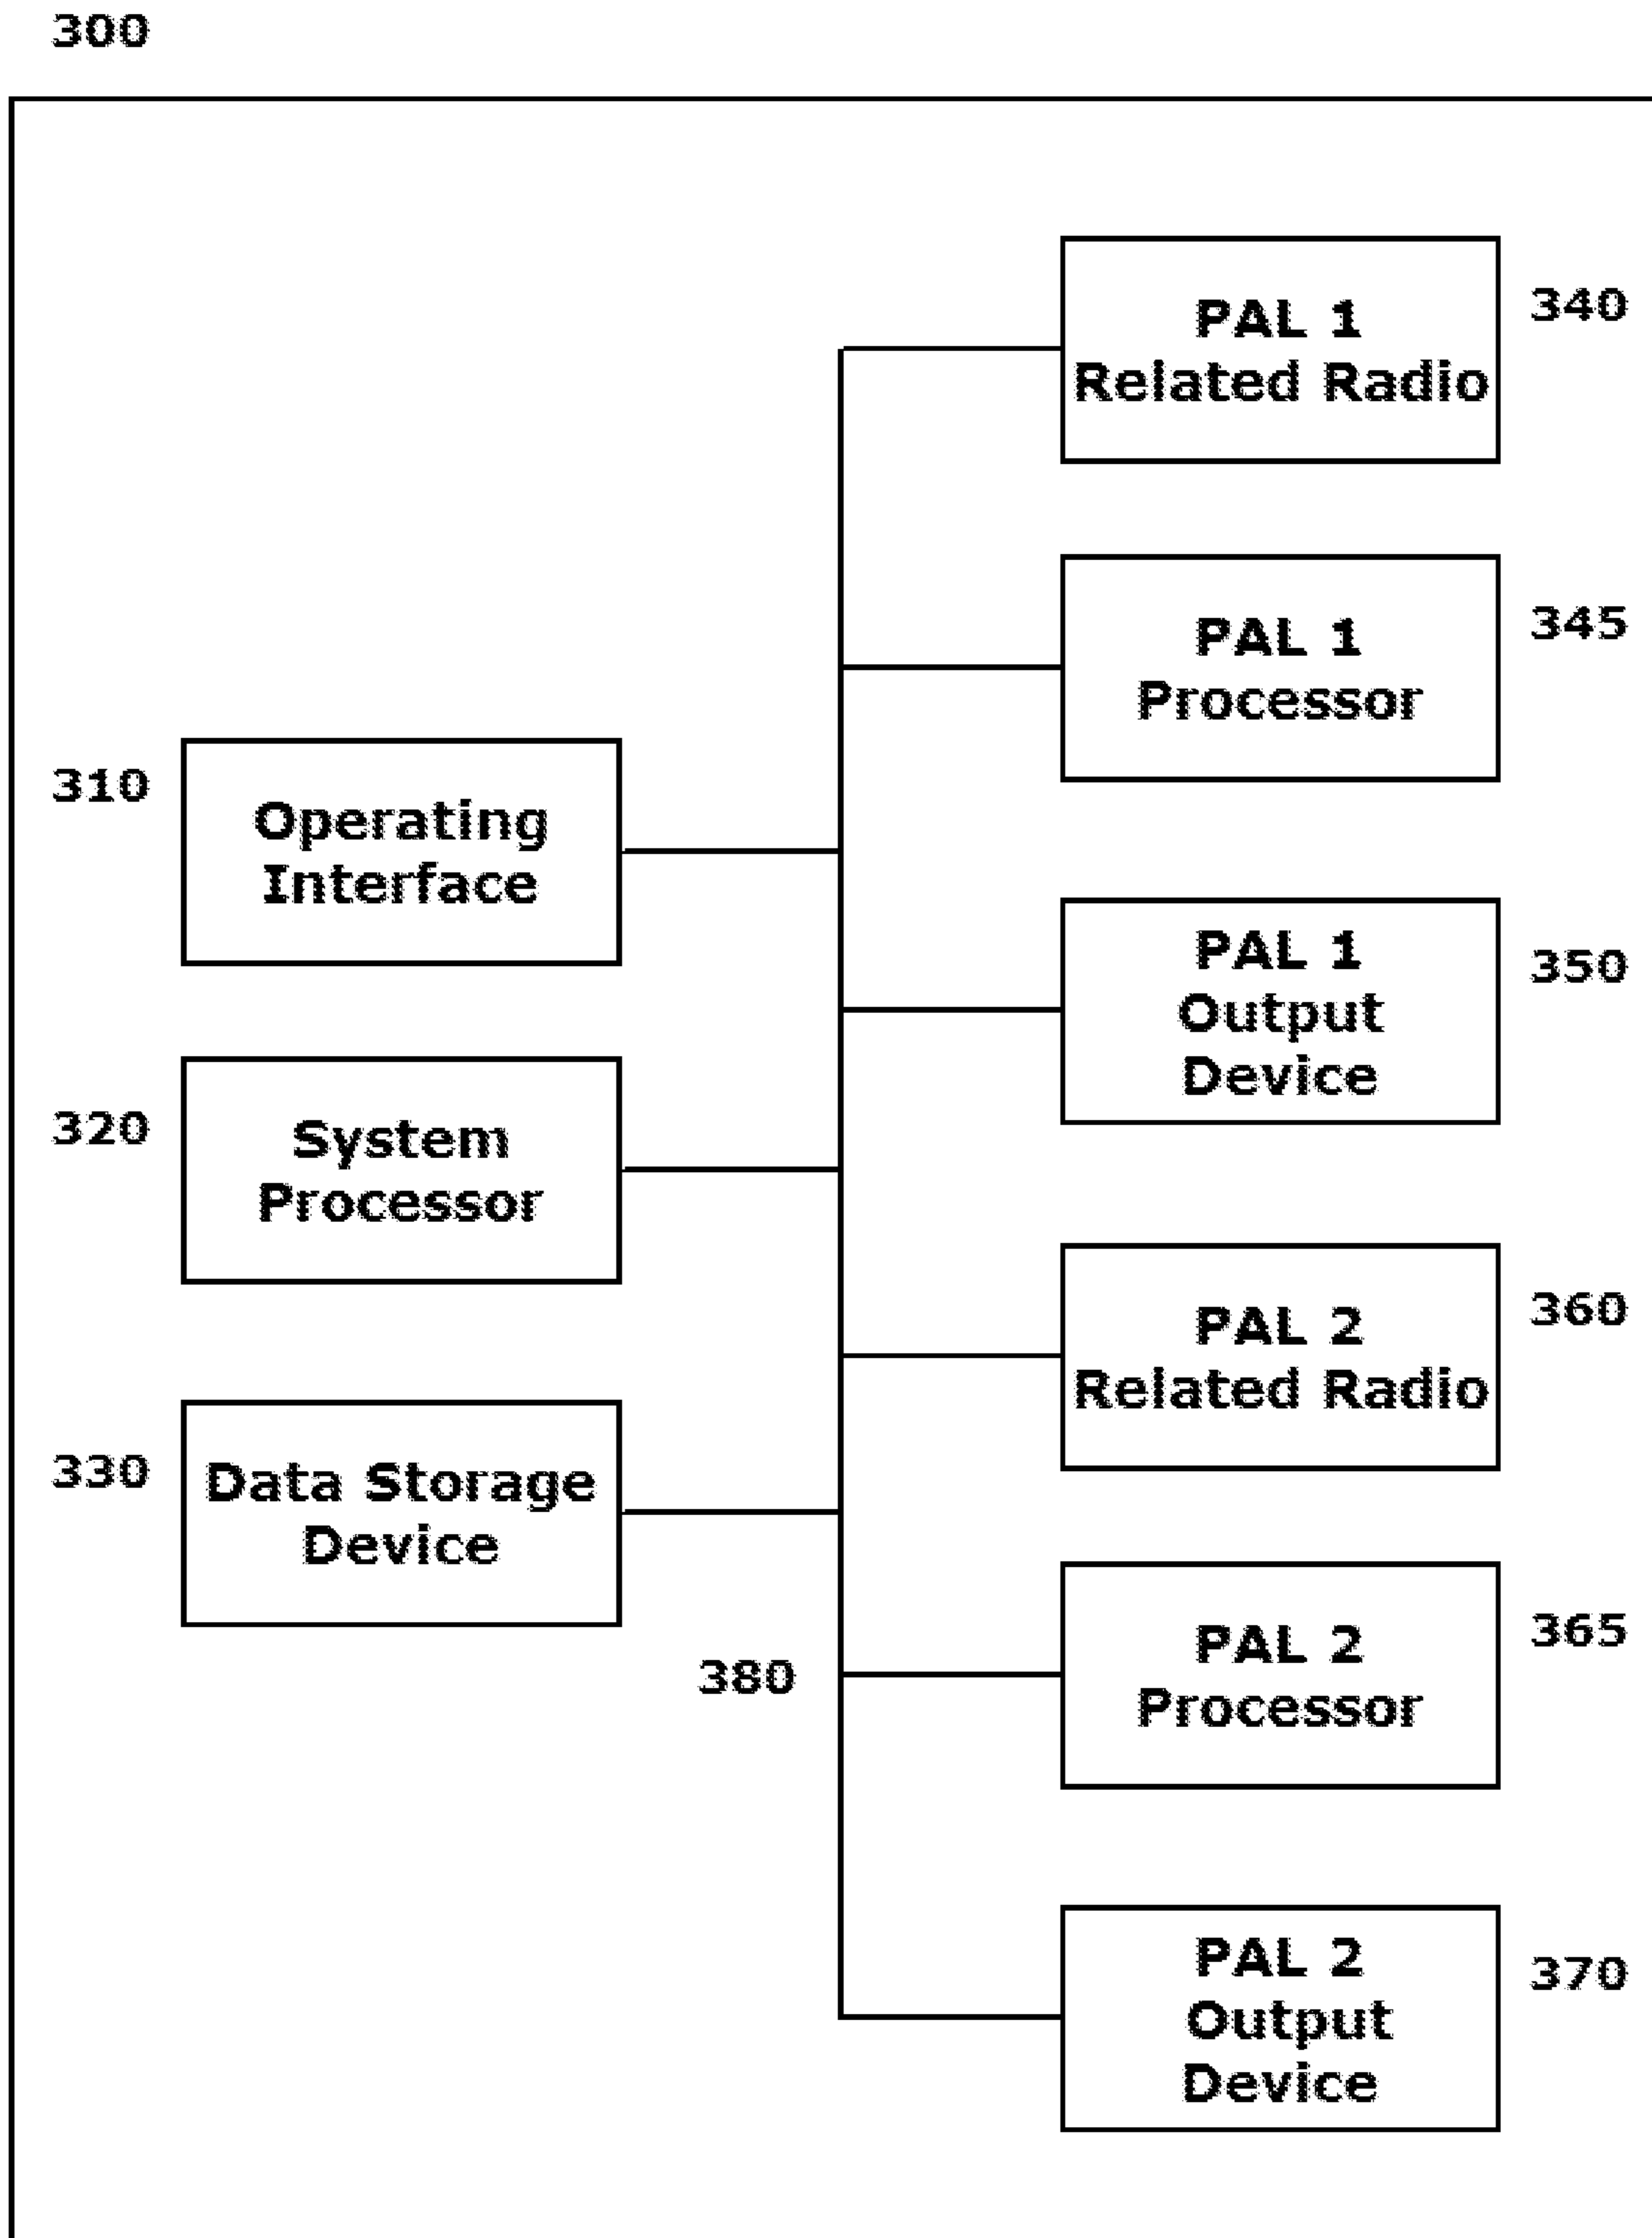 300
PAL 1
Related Radio
340
PAL 1
Processor
345
310
Operating
Interface
PAL 1
Output
Device
350
320
System
Processor
PAL 2
Related Radio
360
330
Data Storage
Device
380
PAL 2
Processor
365
PAL 2
Output
Device
370